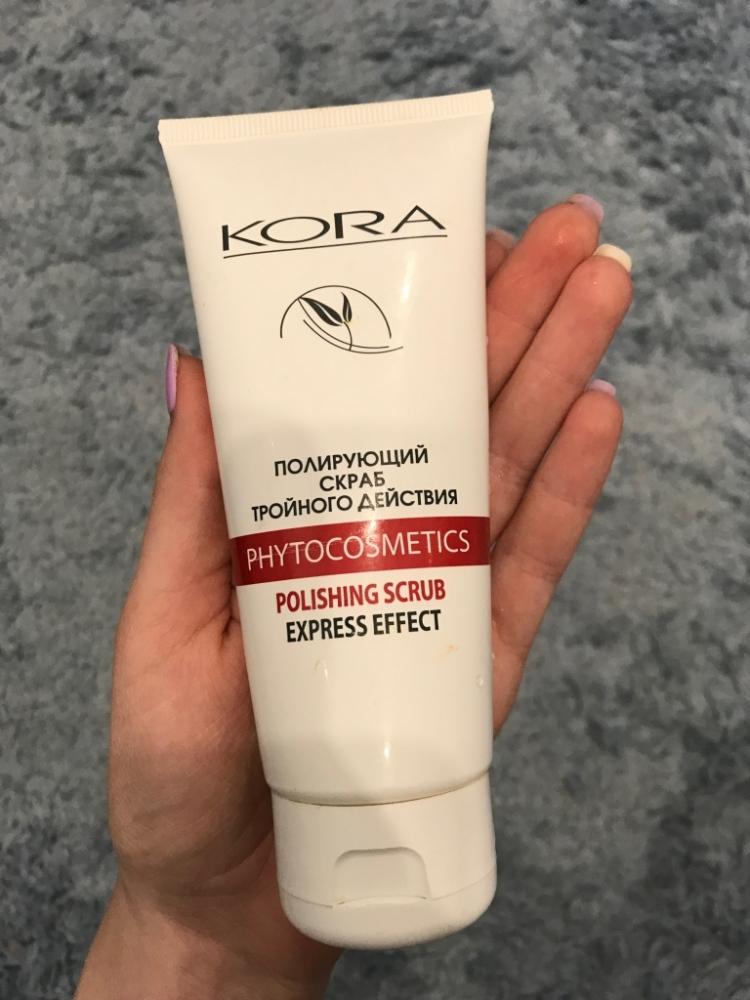 KORA
ПОЛИРУЮЩИЙ
СКРАБ
ТРОЙНОГО ДЕЙСТВИЯ
PHYTOCOSMETICS
POLISHING SCRUB
EXPRESS EFFECT